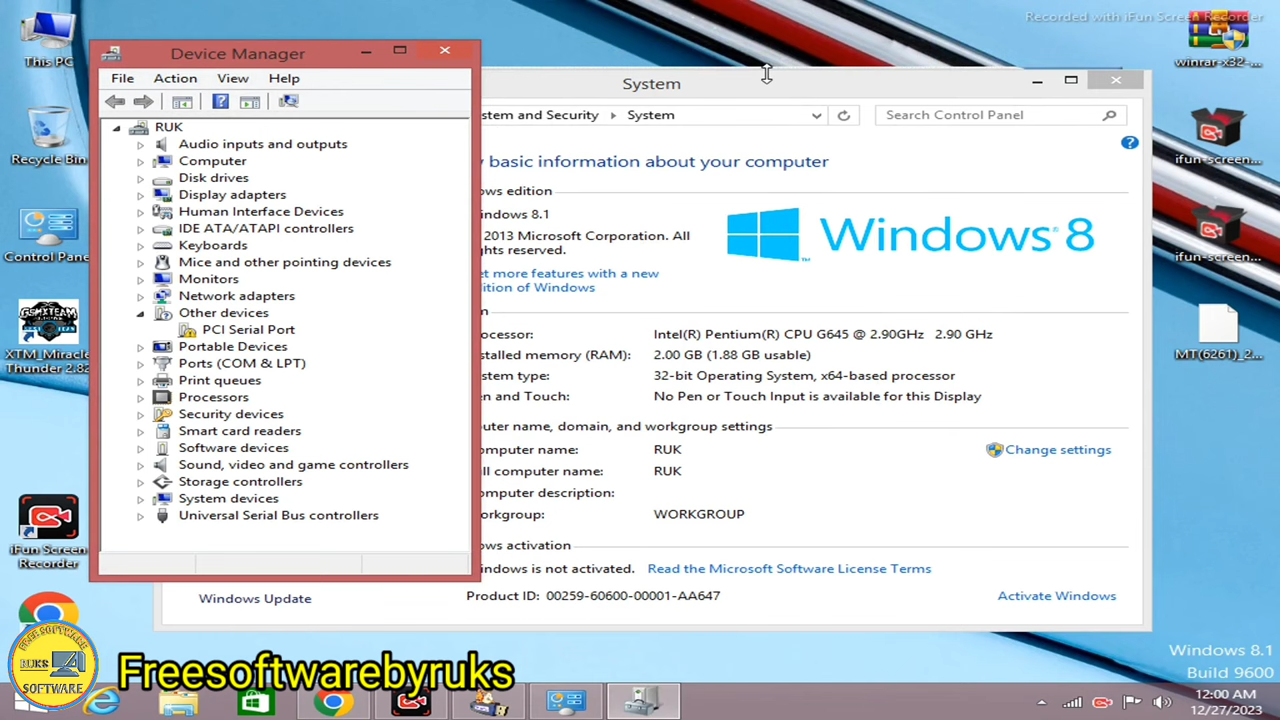 Recorded with iFun Screen Recorder
This PC
Recycle Bin
Control Pane
XTM_Miracle
Thunder 2.82
iFun Screen
Recorder
winrar-x32-...
ifun-screen...
ifun-screen...
MT(6261)_2...
Device Manager
File Action View Help
RUK
Audio inputs and outputs
Computer
Disk drives
Display adapters
Human Interface Devices
IDE ATA/ATAPI controllers
Keyboards
Mice and other pointing devices
Monitors
Network adapters
Other devices
PCI Serial Port
Portable Devices
Ports (COM & LPT)
Print queues
Processors
Security devices
Smart card readers
Software devices
Sound, video and game controllers
Storage controllers
System devices
Universal Serial Bus controllers
System
stem and Security System
Search Control Panel
basic information about your computer
ows edition
indows 8.1
2013 Microsoft Corporation. All
ghts reserved.
et more features with a new
dition of Windows
Windows® 8
ocessor: Intel(R) Pentium(R) CPU G645 @ 2.90GHz 2.90 GHz
stalled memory (RAM): 2.00 GB (1.88 GB usable)
stem type: 32-bit Operating System, x64-based processor
en and Touch: No Pen or Touch Input is available for this Display
uter name, domain, and workgroup settings
omputer name: RUK
Change settings
ll computer name: RUK
omputer description:
orkgroup: WORKGROUP
ows activation
indows is not activated. Read the Microsoft Software License Terms
Product ID: 00259-60600-00001-AA647
Activate Windows
Windows Update
FREE SOFTWARE
BY
RUKS
SOFTWARE
Freesoftwarebyruks
Windows 8.1
Build 9600
12:00 AM
12/27/2023